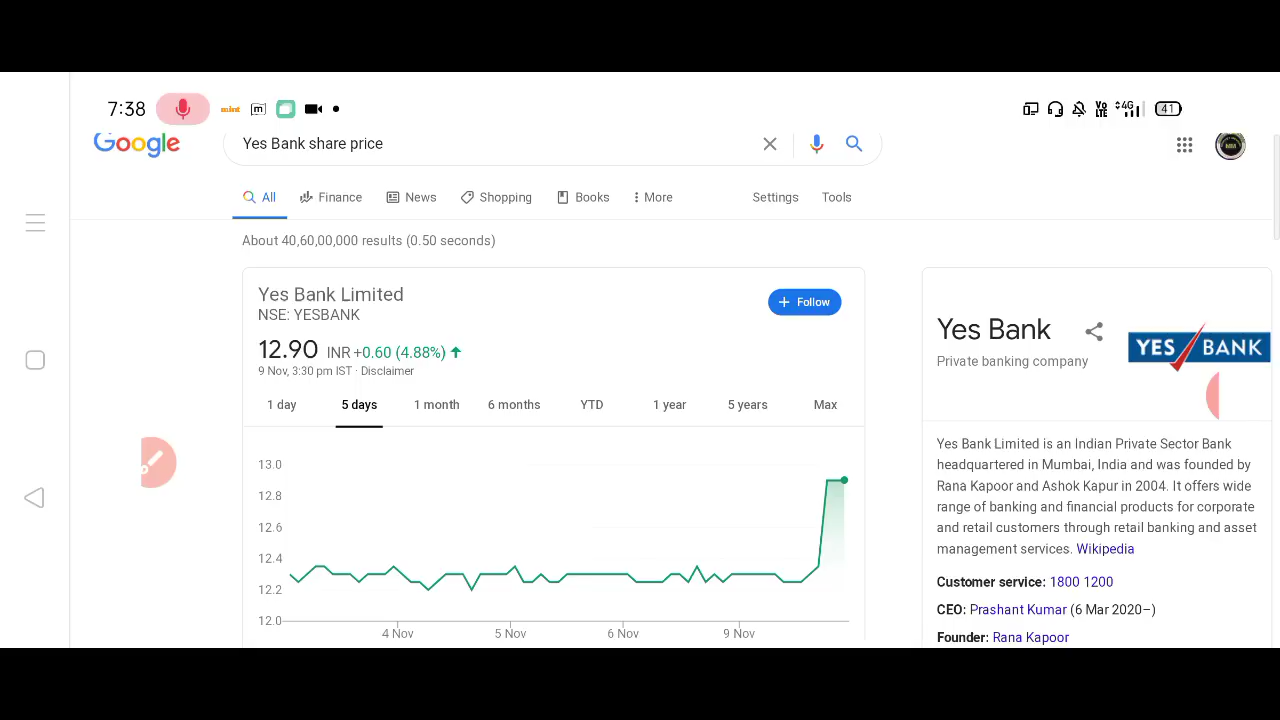 7:38
mint
m
Vo LTE
4G
41
Google
Yes Bank share price
All
Finance
News
Shopping
Books
More
Settings
Tools
About 40,60,00,000 results (0.50 seconds)
Yes Bank Limited
NSE: YESBANK
+ Follow
12.90 INR +0.60 (4.88%)
9 Nov, 3:30 pm IST · Disclaimer
1 day
5 days
1 month
6 months
YTD
1 year
5 years
Max
13.0
12.8
12.6
12.4
12.2
12.0
4 Nov
5 Nov
6 Nov
9 Nov
Yes Bank
Private banking company
YES BANK
Yes Bank Limited is an Indian Private Sector Bank
headquartered in Mumbai, India and was founded by
Rana Kapoor and Ashok Kapur in 2004. It offers wide
range of banking and financial products for corporate
and retail customers through retail banking and asset
management services. Wikipedia
Customer service: 1800 1200
CEO: Prashant Kumar (6 Mar 2020–)
Founder: Rana Kapoor